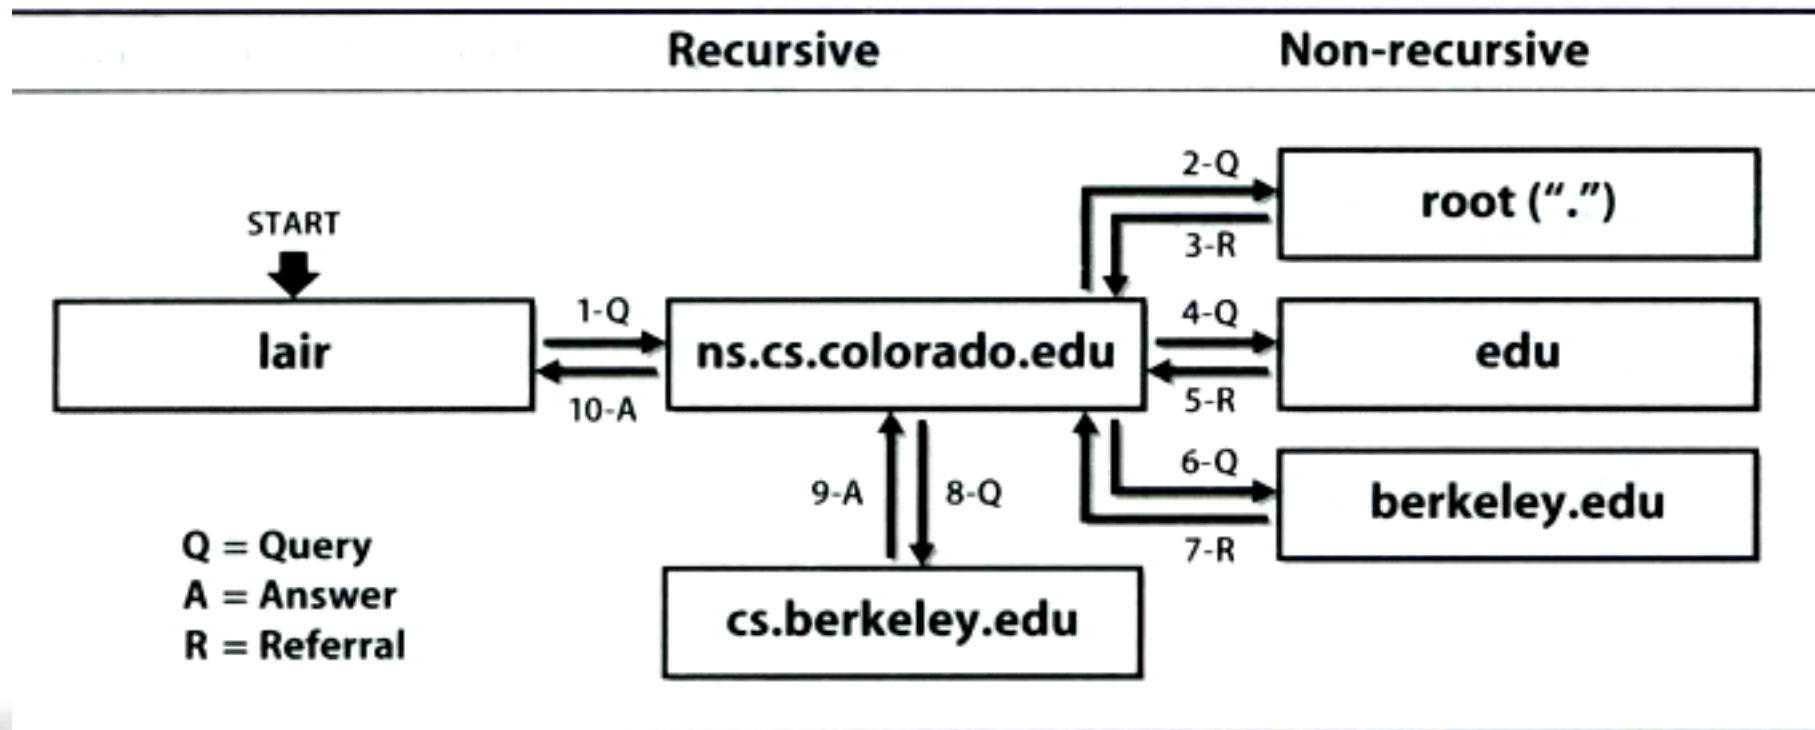 Recursive Non-recursive
2-Q
root (“.”)
START
3-R
1-Q
4-Q
lair
ns.cs.colorado.edu
edu
10-A
5-R
6-Q
9-A
8-Q
berkeley.edu
7-R
Q = Query
A = Answer
R = Referral
cs.berkeley.edu